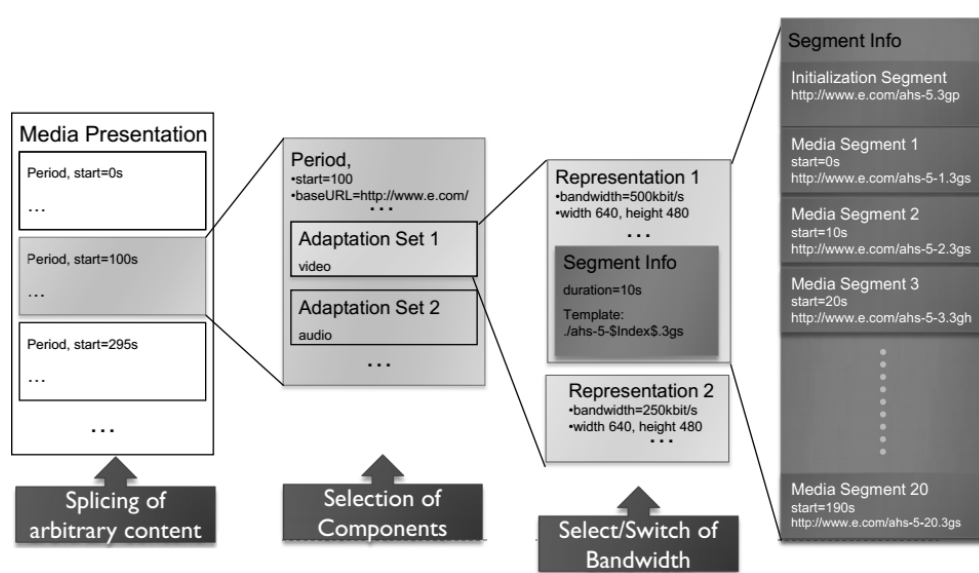 Media Presentation
Period, start=0s
...
Period, start=100s
...
Period, start=295s
...
...
Splicing of
arbitrary content
Period,
•start=100
•baseURL=http://www.e.com/
...
Adaptation Set 1
video
Adaptation Set 2
audio
...
Selection of
Components
Representation 1
•bandwidth=500kbit/s
•width 640, height 480
...
Segment Info
duration=10s
Template:
./ahs-5-$Index$.3gs
Representation 2
•bandwidth=250kbit/s
•width 640, height 480
...
Select/Switch of
Bandwidth
Segment Info
Initialization Segment
http://www.e.com/ahs-5.3gp
Media Segment 1
start=0s
http://www.e.com/ahs-5-1.3gs
Media Segment 2
start=10s
http://www.e.com/ahs-5-2.3gs
Media Segment 3
start=20s
http://www.e.com/ahs-5-3.3gh
Media Segment 20
start=190s
http://www.e.com/ahs-5-20.3gs